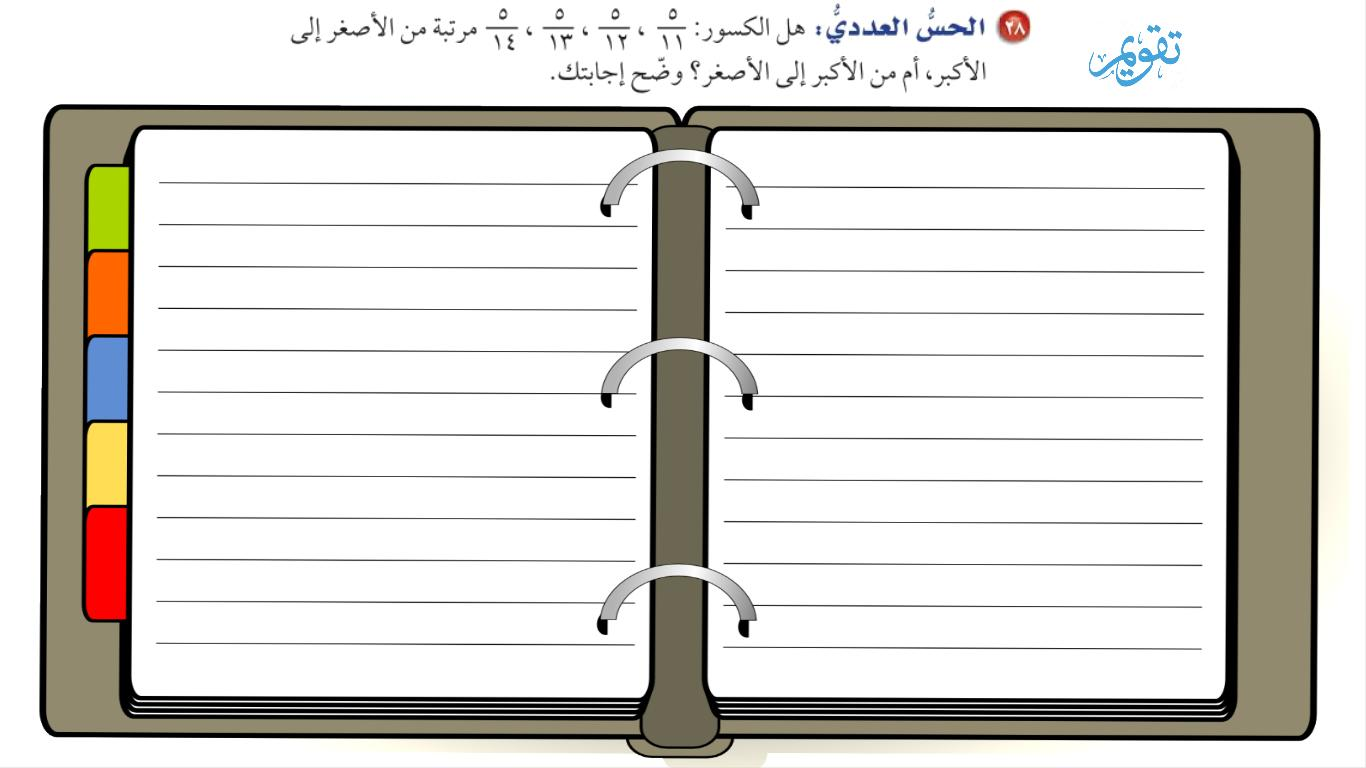 تقويم
٢٨ الحسُّ العدديُّ: هل الكسور: ٥/١١ ، ٥/١٢ ، ٥/١٣ ، ٥/١٤ مرتبة من الأصغر إلى
الأكبر، أم من الأكبر إلى الأصغر؟ وضّح إجابتك.